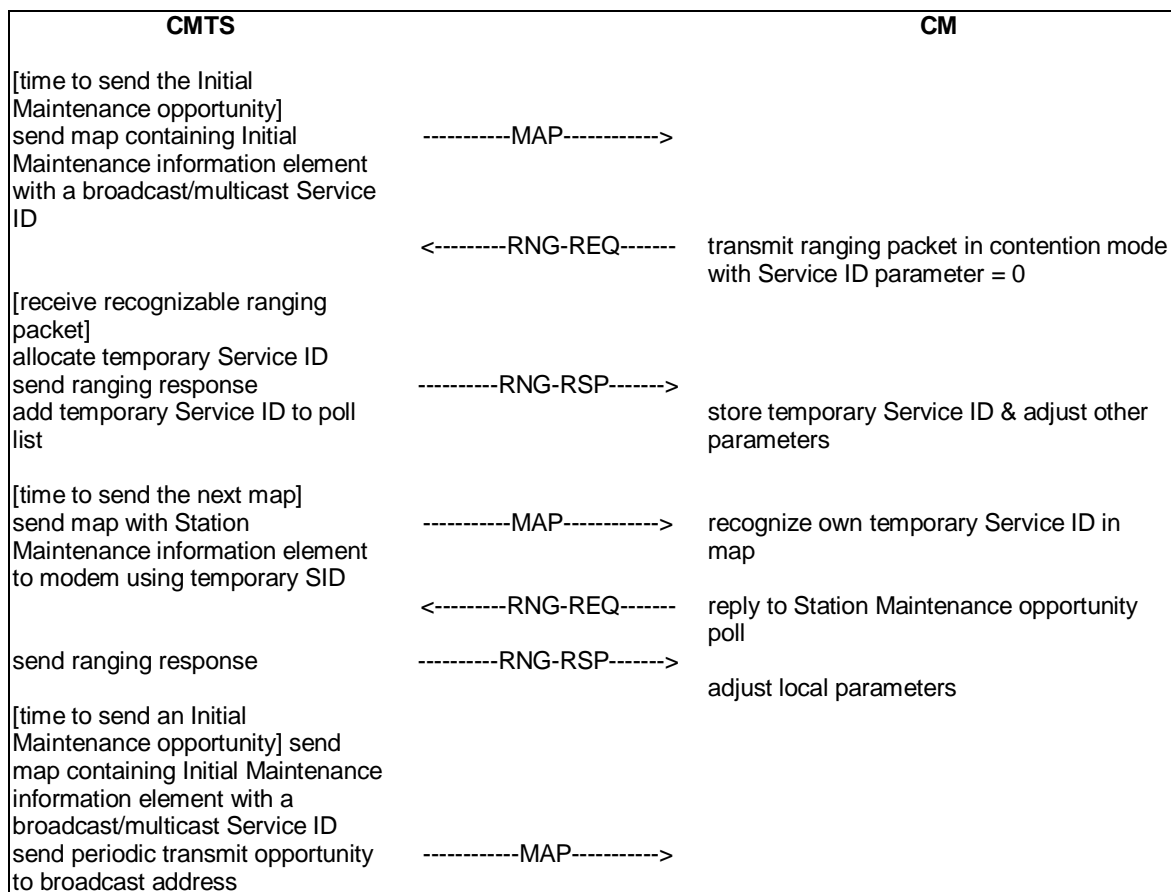 CMTS CM
[time to send the Initial
Maintenance opportunity]
send map containing Initial -----------MAP------------>
Maintenance information element
with a broadcast/multicast Service
ID
<---------RNG-REQ------- transmit ranging packet in contention mode
with Service ID parameter = 0
[receive recognizable ranging
packet]
allocate temporary Service ID
send ranging response ----------RNG-RSP------->
add temporary Service ID to poll store temporary Service ID & adjust other
list parameters
[time to send the next map]
send map with Station -----------MAP-----------> recognize own temporary Service ID in
Maintenance information element map
to modem using temporary SID
<---------RNG-REQ------- reply to Station Maintenance opportunity
poll
send ranging response ----------RNG-RSP------->
adjust local parameters
[time to send an Initial
Maintenance opportunity] send
map containing Initial Maintenance
information element with a
broadcast/multicast Service ID
send periodic transmit opportunity ------------MAP----------->
to broadcast address